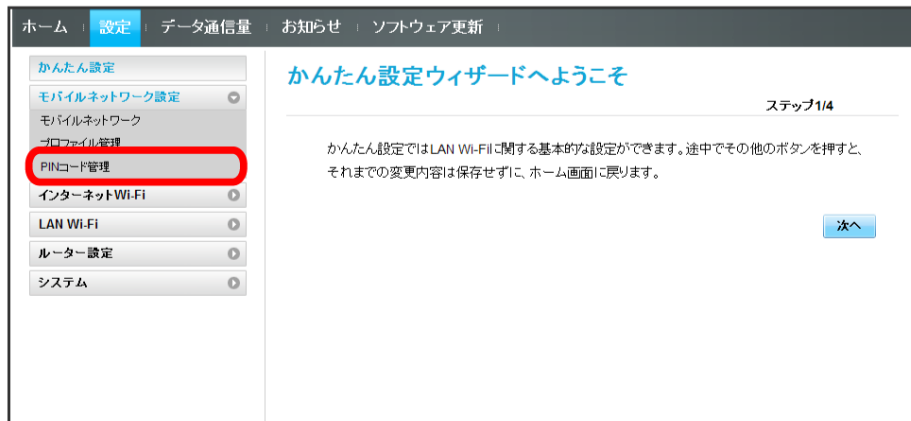 ホーム 設定 データ通信量 お知らせ ソフトウェア更新
かんたん設定
モバイルネットワーク設定
モバイルネットワーク
プロファイル管理
PINコード管理
インターネットWi-Fi
LAN Wi-Fi
ルーター設定
システム
かんたん設定ウィザードへようこそ
ステップ1/4
かんたん設定ではLAN Wi-Fiに関する基本的な設定ができます。途中でその他のボタンを押すと、
それまでの変更内容は保存せずに、ホーム画面に戻ります。
次へ